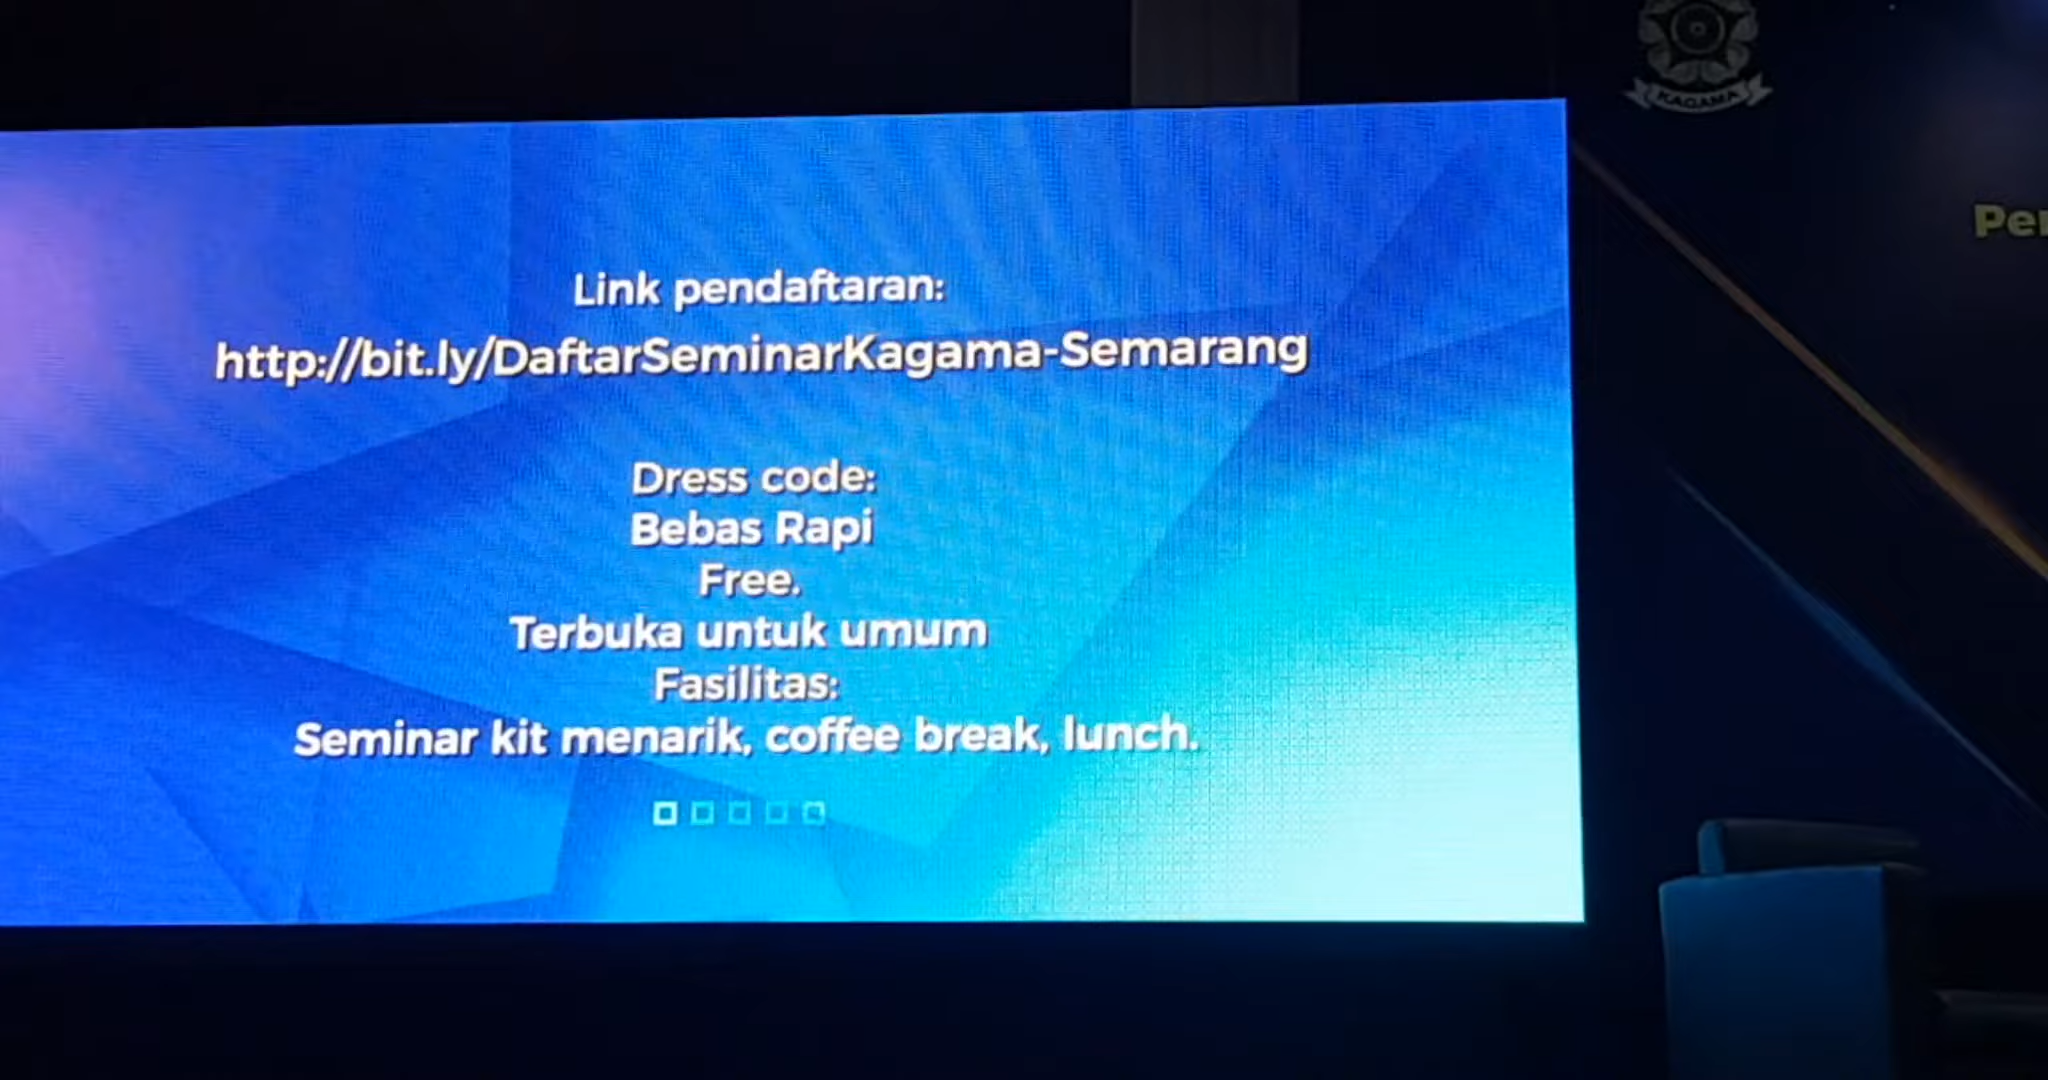 KAGAMA
Link pendaftaran:
http://bit.ly/DaftarSeminarKagama-Semarang
Dress code:
Bebas Rapi
Free.
Terbuka untuk umum
Fasilitas:
Seminar kit menarik, coffee break, lunch.